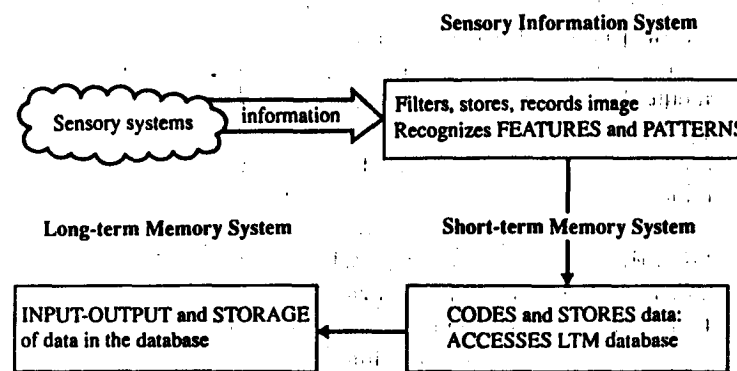 Sensory Information System
Sensory systems
information
Filters, stores, records image
Recognizes FEATURES and PATTERNS
Long-term Memory System
Short-term Memory System
INPUT-OUTPUT and STORAGE
of data in the database
CODES and STORES data:
ACCESSES LTM database